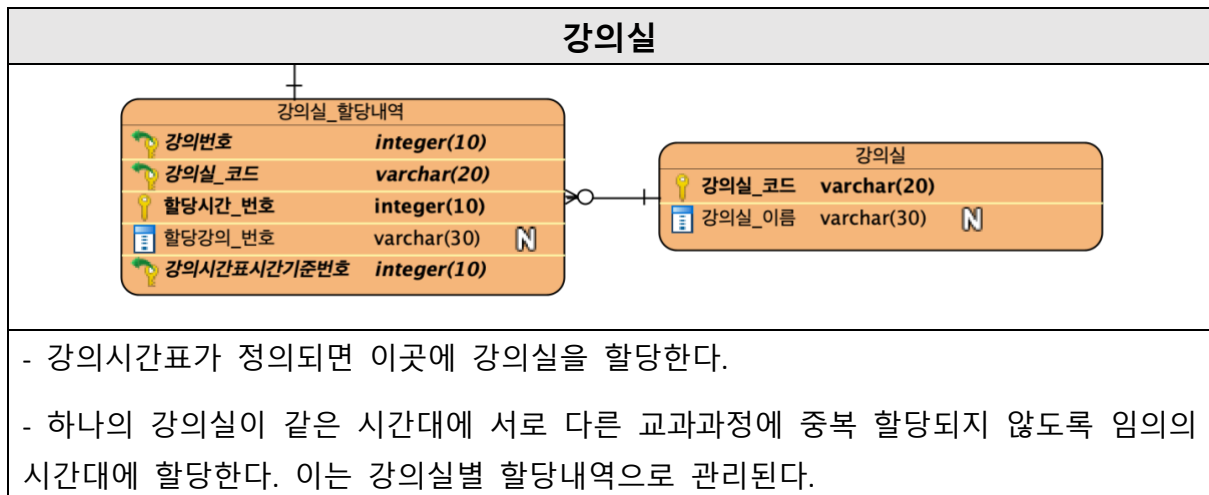 강의실
강의실_할당내역
강의번호 integer(10)
강의실_코드 varchar(20)
할당시간_번호 integer(10)
할당강의_번호 varchar(30) N
강의시간표시간기준번호 integer(10)
강의실
강의실_코드 varchar(20)
강의실_이름 varchar(30) N
- 강의시간표가 정의되면 이곳에 강의실을 할당한다.
- 하나의 강의실이 같은 시간대에 서로 다른 교과과정에 중복 할당되지 않도록 임의의
시간대에 할당한다. 이는 강의실별 할당내역으로 관리된다.